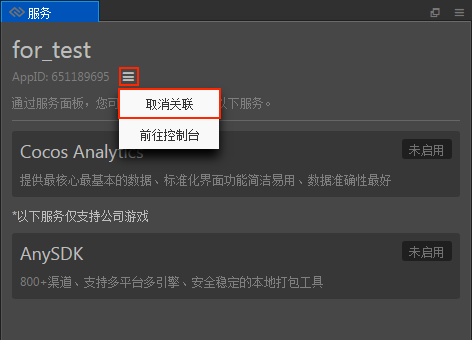 服务
for_test
AppID: 651189695
通过服务面板，您可 以下服务。
取消关联
前往控制台
Cocos Analytics
未启用
提供最核心最基本的数据、标准化界面功能简洁易用、数据准确性最好
*以下服务仅支持公司游戏
AnySDK
未启用
800+渠道、支持多平台多引擎、安全稳定的本地打包工具